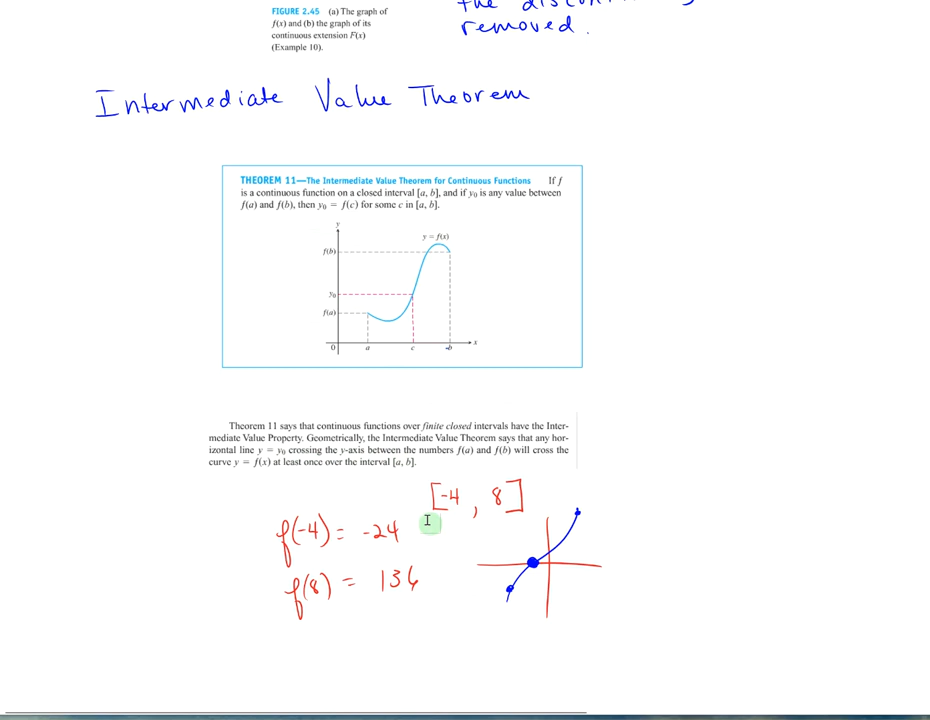 FIGURE 2.45 (a) The graph of
f(x) and (b) the graph of its
continuous extension F(x)
(Example 10).
removed.
Intermediate Value Theorem
THEOREM 11—The Intermediate Value Theorem for Continuous Functions If f
is a continuous function on a closed interval [a, b], and if y₀ is any value between
f(a) and f(b), then y₀ = f(c) for some c in [a, b].
y
y = f(x)
f(b)
y₀
f(a)
0 a c b x
Theorem 11 says that continuous functions over finite closed intervals have the Inter-
mediate Value Property. Geometrically, the Intermediate Value Theorem says that any hor-
izontal line y = y₀ crossing the y-axis between the numbers f(a) and f(b) will cross the
curve y = f(x) at least once over the interval [a, b].
[-4, 8]
f(-4) = -24
f(8) = 136